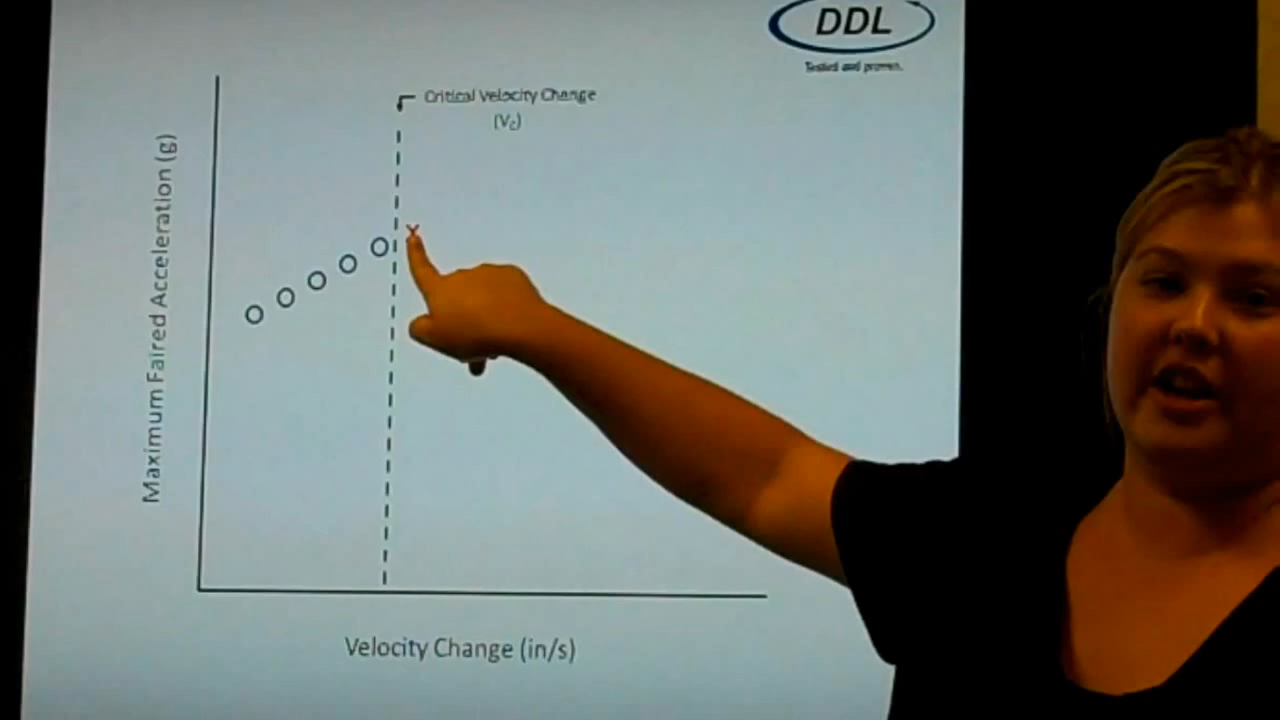 DDL
Tested and proven.
Critical Velocity Change
(Vc)
Maximum Faired Acceleration (g)
x
Velocity Change (in/s)